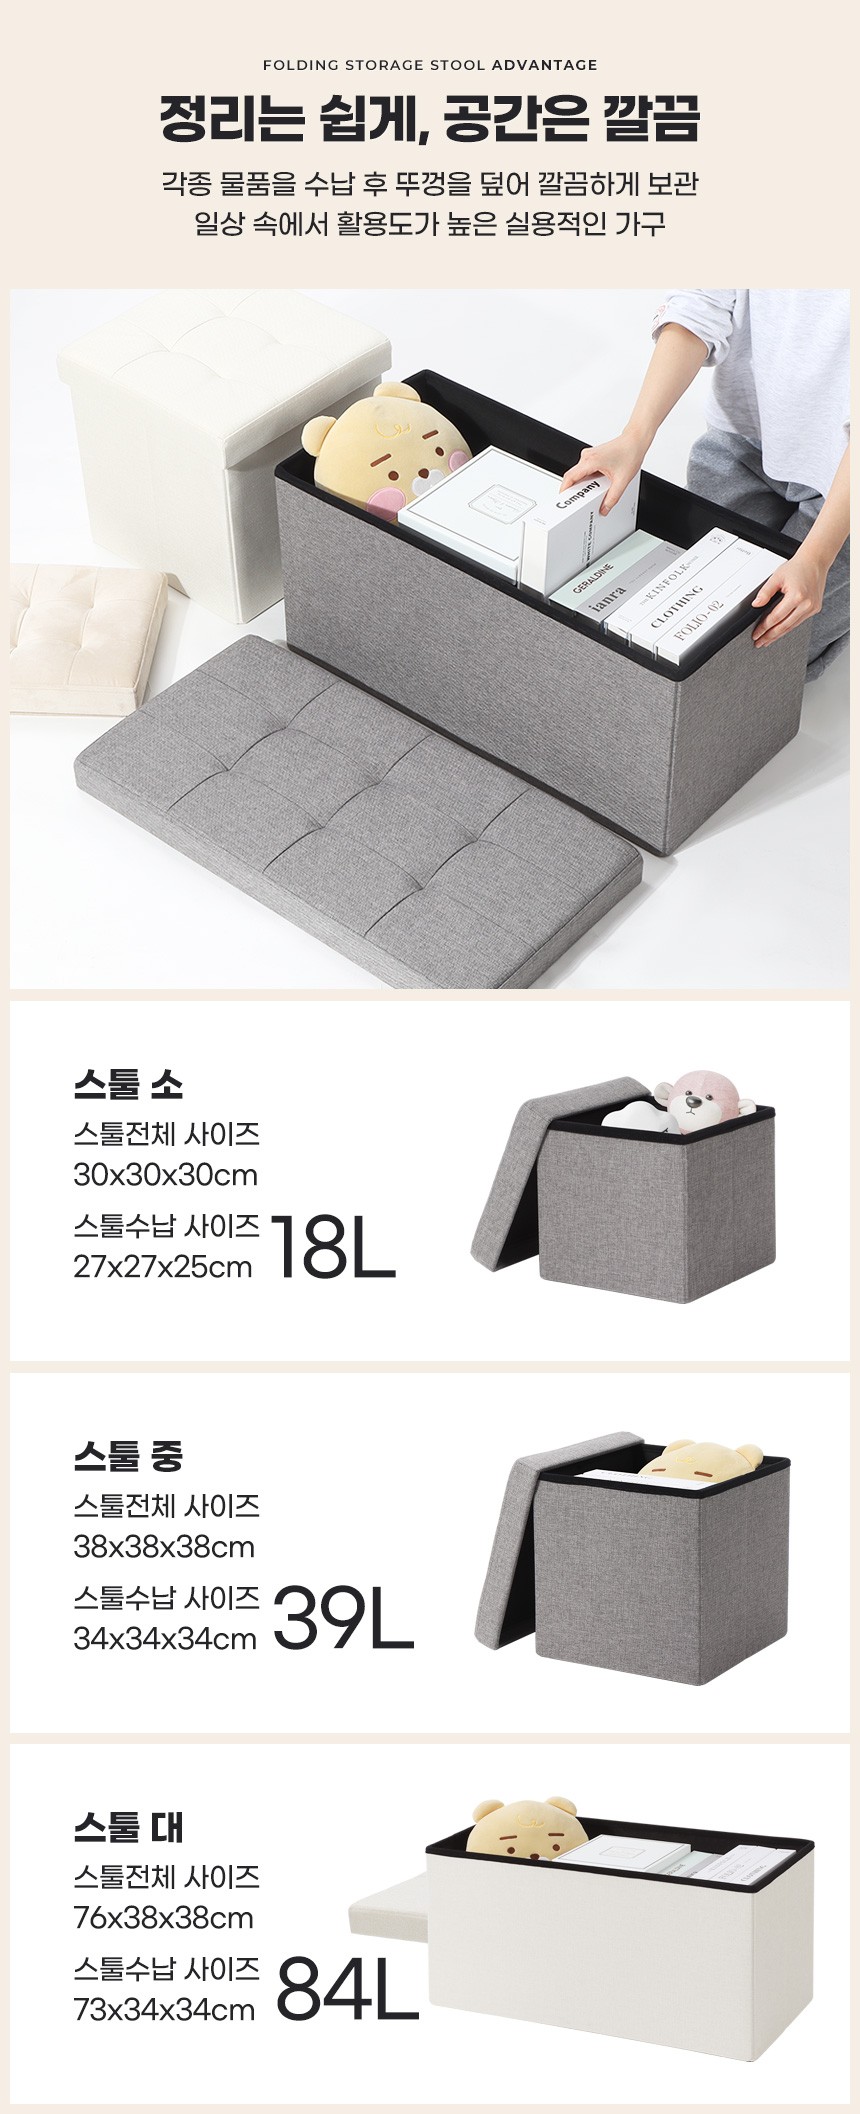 FOLDING STORAGE STOOL ADVANTAGE
정리는 쉽게, 공간은 깔끔
각종 물품을 수납 후 뚜껑을 덮어 깔끔하게 보관
일상 속에서 활용도가 높은 실용적인 가구
Company
WHITE COMPANY
GERALDINE
ianra
THE KINFOLK
CLOTHING
FOLIO-02
스툴 소
스툴전체 사이즈
30x30x30cm
스툴수납 사이즈
27x27x25cm
18L
스툴 중
스툴전체 사이즈
38x38x38cm
스툴수납 사이즈
34x34x34cm
39L
스툴 대
스툴전체 사이즈
76x38x38cm
스툴수납 사이즈
73x34x34cm
84L